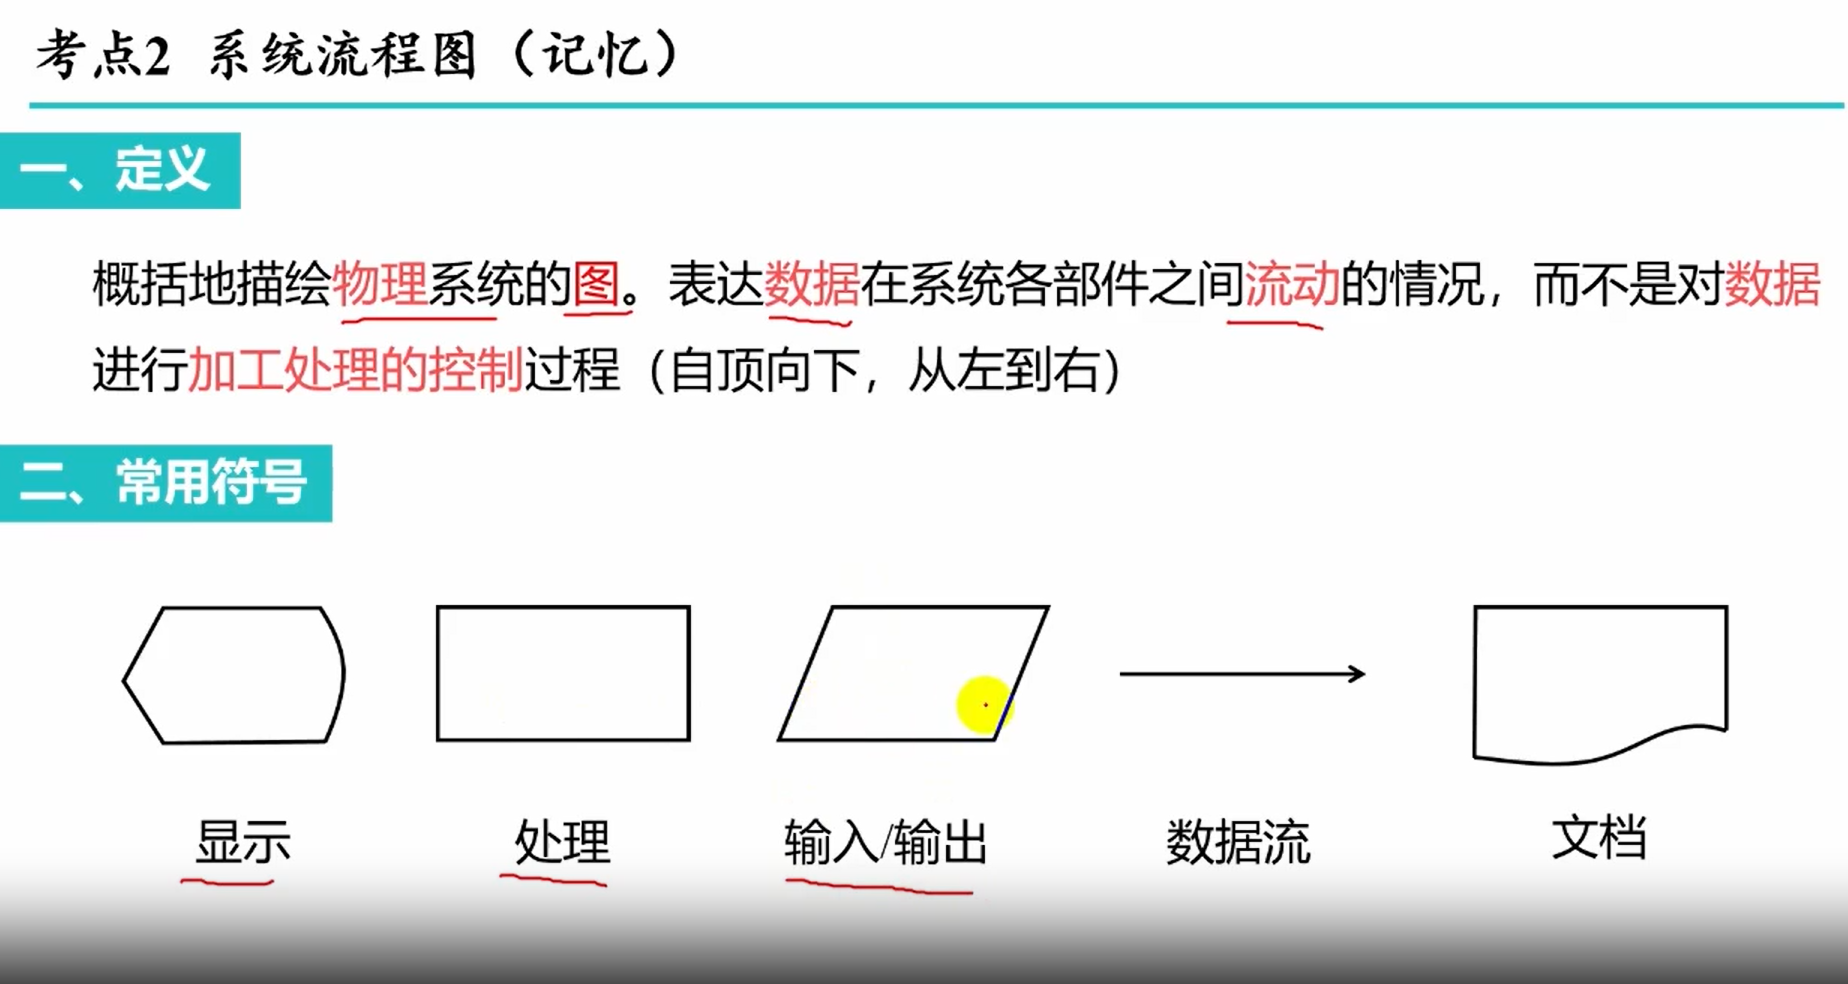 考点2 系统流程图（记忆）
一、定义
概括地描绘物理系统的图。表达数据在系统各部件之间流动的情况，而不是对数据
进行加工处理的控制过程（自顶向下，从左到右）
二、常用符号
显示 处理 输入/输出 数据流 文档